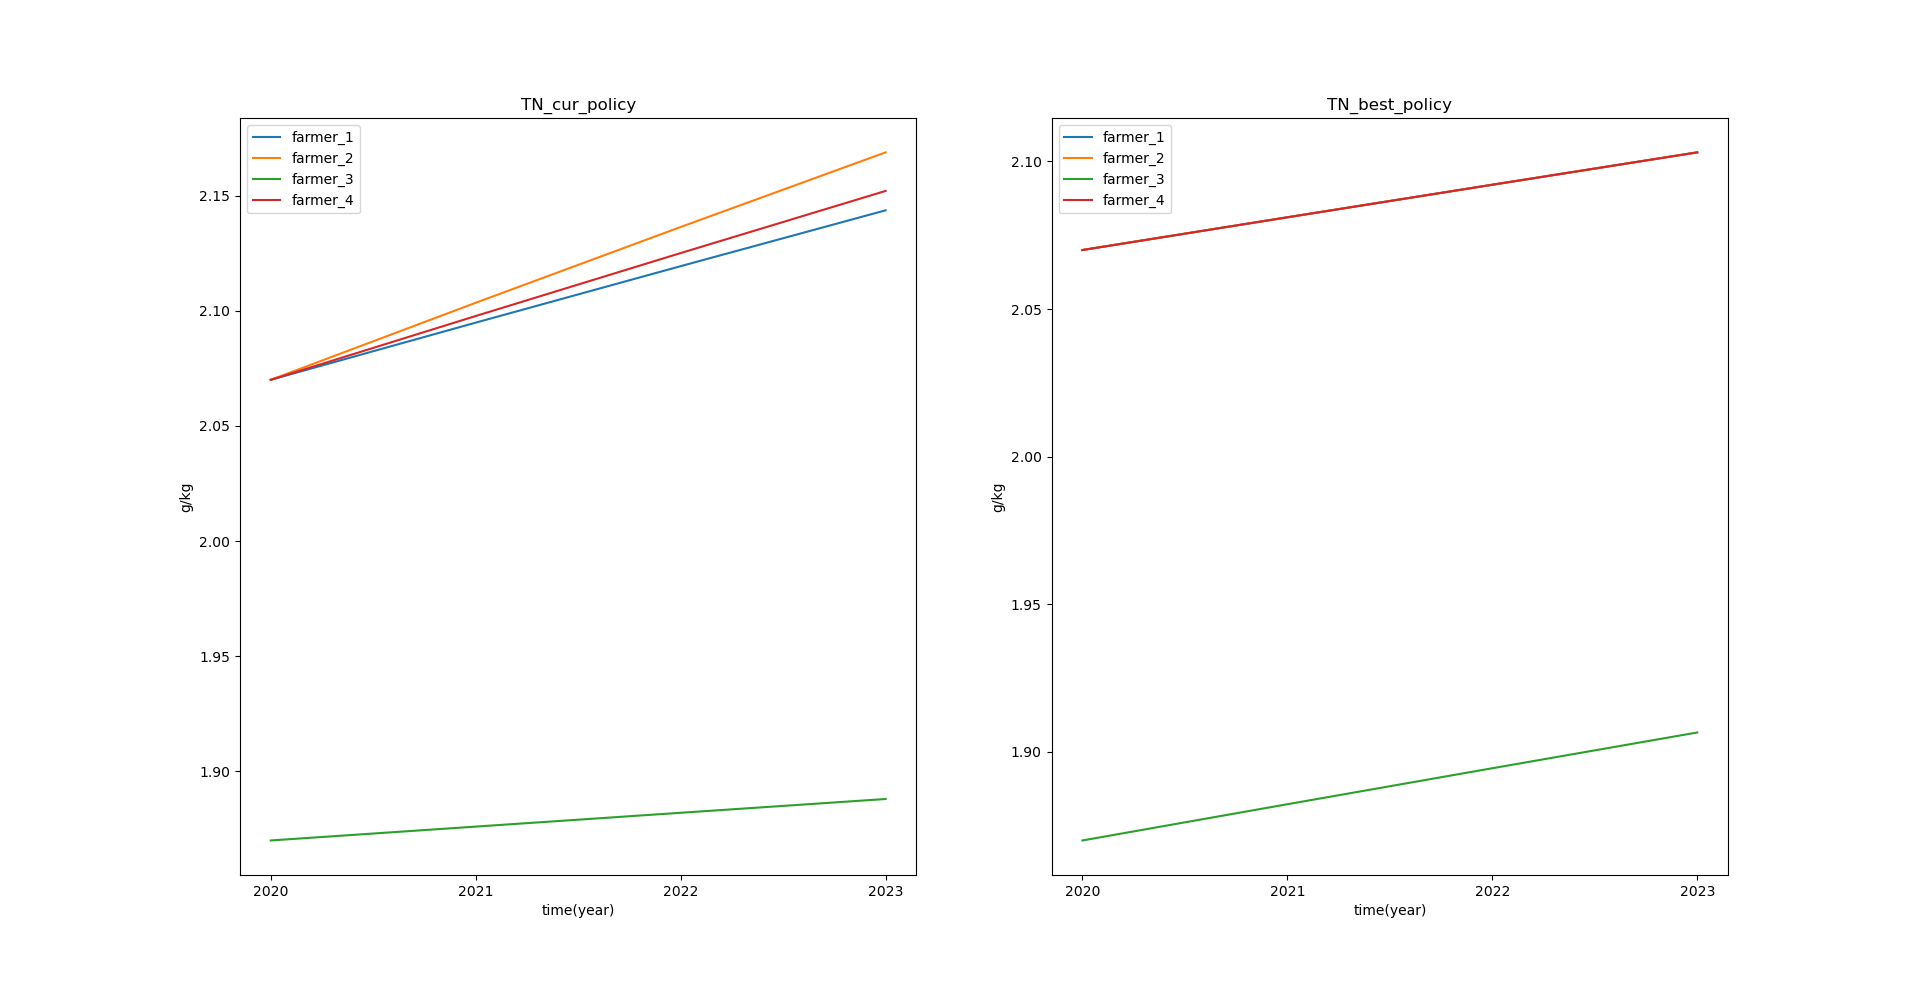 TN_cur_policy
farmer_1
farmer_2
farmer_3
farmer_4
2.15
2.10
2.05
2.00
1.95
1.90
g/kg
2020 2021 2022 2023
time(year)
TN_best_policy
farmer_1
farmer_2
farmer_3
farmer_4
2.10
2.05
2.00
1.95
1.90
g/kg
2020 2021 2022 2023
time(year)